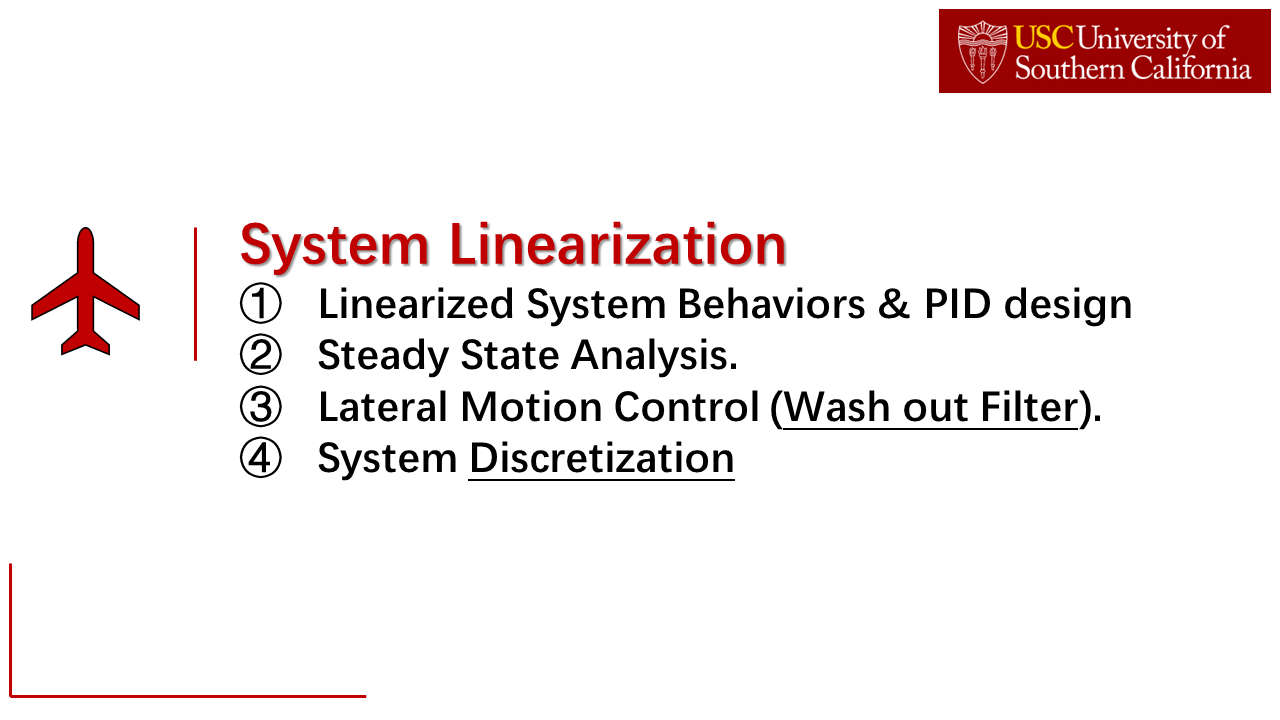 USC University of
Southern California
System Linearization
① Linearized System Behaviors & PID design
② Steady State Analysis.
③ Lateral Motion Control (Wash out Filter).
④ System Discretization